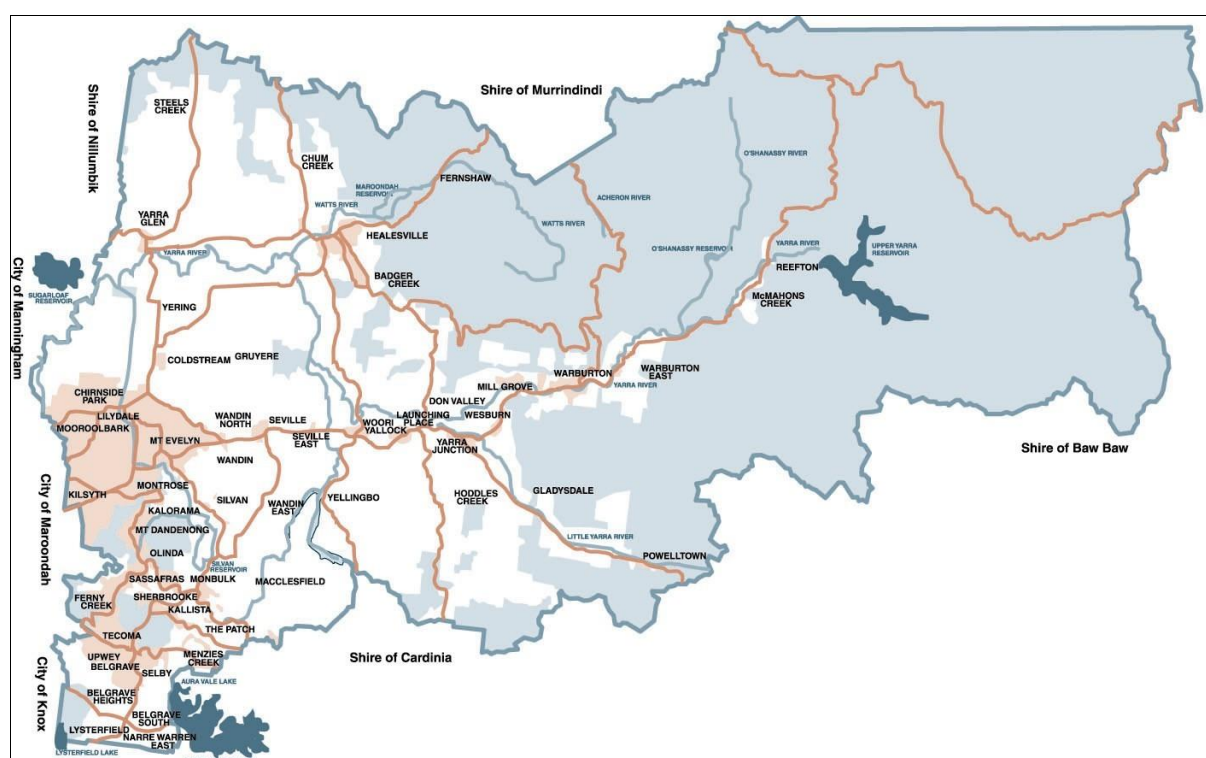 Shire of Murrindindi
Shire of Nillumbik
STEELS
CREEK
CHUM
CREEK
O'SHANASSY RIVER
FERNSHAW
MAROONDAH
RESERVOIR
ACHERON RIVER
WATTS RIVER
YARRA
GLEN
WATTS RIVER
HEALESVILLE
YARRA RIVER
O'SHANASSY RESERVOIR
YARRA RIVER
UPPER YARRA
RESERVOIR
City of Manningham
SUGARLOAF
RESERVOIR
BADGER
CREEK
REEFTON
McMAHONS
CREEK
YERING
COLDSTREAM
GRUYERE
WARBURTON
WARBURTON
EAST
YARRA RIVER
CHIRNSIDE
PARK
MILL GROVE
DON VALLEY
LILYDALE
MOOROOLBARK
WANDIN
NORTH
SEVILLE
LAUNCHING
PLACE
WESBURN
WOORI
YALLOCK
MT EVELYN
SEVILLE
EAST
YARRA
JUNCTION
Shire of Baw Baw
WANDIN
City of Maroondah
MONTROSE
KILSYTH
SILVAN
WANDIN
EAST
YELLINGBO
HODDLES
CREEK
GLADYSDALE
KALORAMA
MT DANDENONG
LITTLE YARRA RIVER
OLINDA
SILVAN
RESERVOIR
POWELLTOWN
SASSAFRAS
MONBULK
MACCLESFIELD
FERNY
CREEK
SHERBROOKE
KALLISTA
THE PATCH
TECOMA
City of Knox
UPWEY
BELGRAVE
MENZIES
CREEK
Shire of Cardinia
SELBY
AURA VALE LAKE
BELGRAVE
HEIGHTS
BELGRAVE
SOUTH
LYSTERFIELD
NARRE WARREN
EAST
LYSTERFIELD LAKE